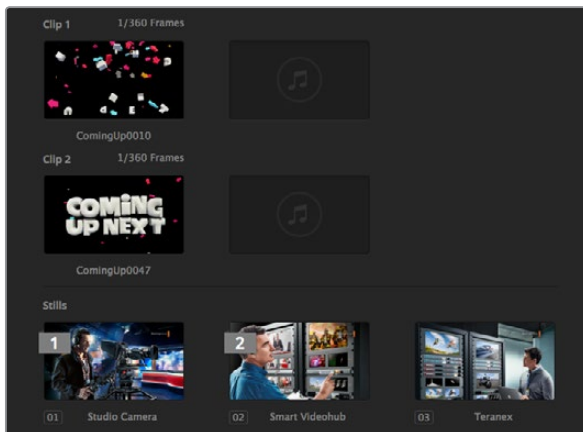 Clip 1 1/360 Frames
ComingUp0010
Clip 2 1/360 Frames
COMING
UP NEXT
ComingUp0047
Stills
1
2
01 Studio Camera
02 Smart Videohub
03 Teranex